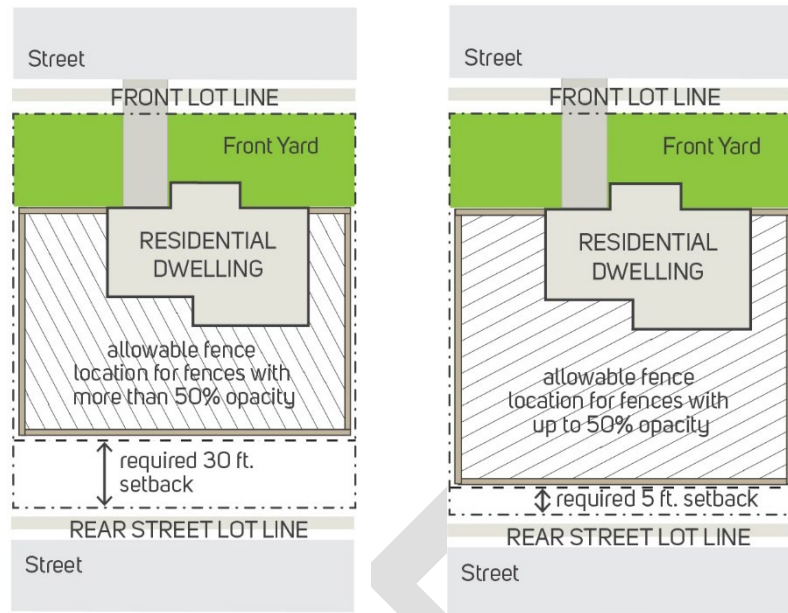 Street
FRONT LOT LINE
Front Yard
RESIDENTIAL
DWELLING
allowable fence
location for fences with
more than 50% opacity
required 30 ft.
setback
REAR STREET LOT LINE
Street
Street
FRONT LOT LINE
Front Yard
RESIDENTIAL
DWELLING
allowable fence
location for fences with
up to 50% opacity
required 5 ft. setback
REAR STREET LOT LINE
Street